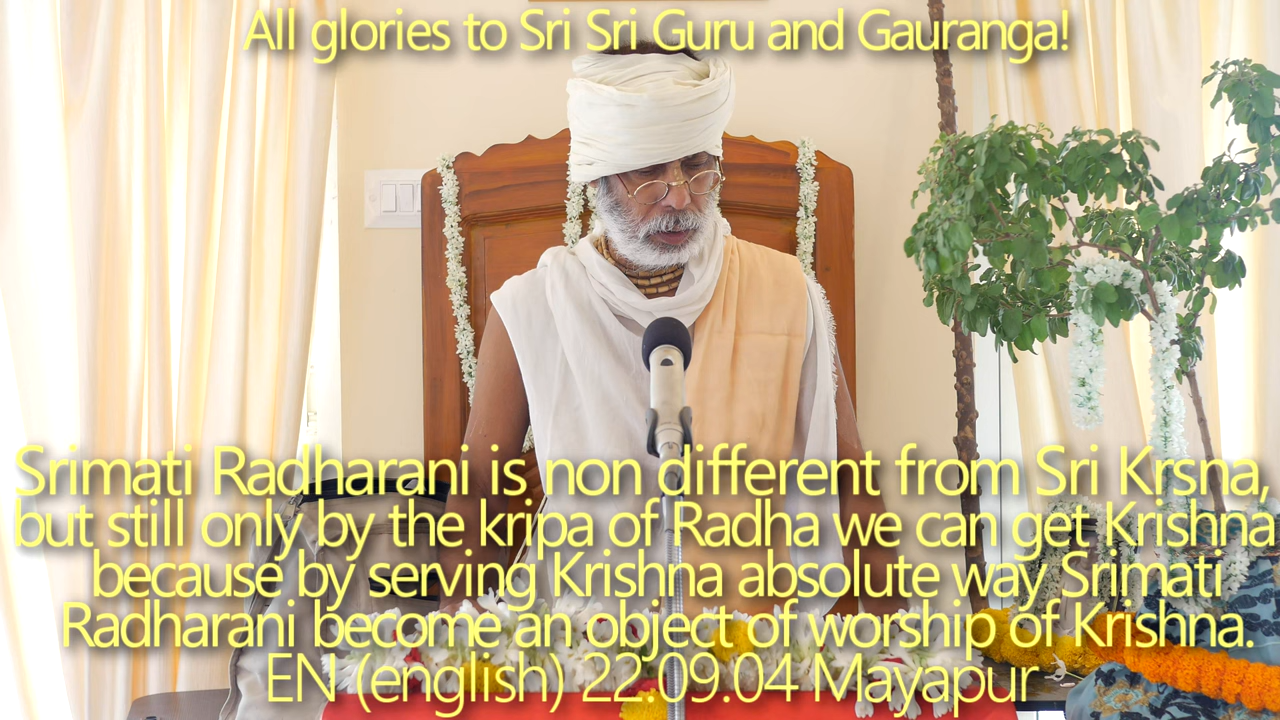 All glories to Sri Sri Guru and Gauranga!
Srimati Radharani is non different from Sri Krsna,
but still only by the kripa of Radha we can get Krishna
because by serving Krishna absolute way Srimati
Radharani become an object of worship of Krishna.
EN (english) 22.09.04 Mayapur